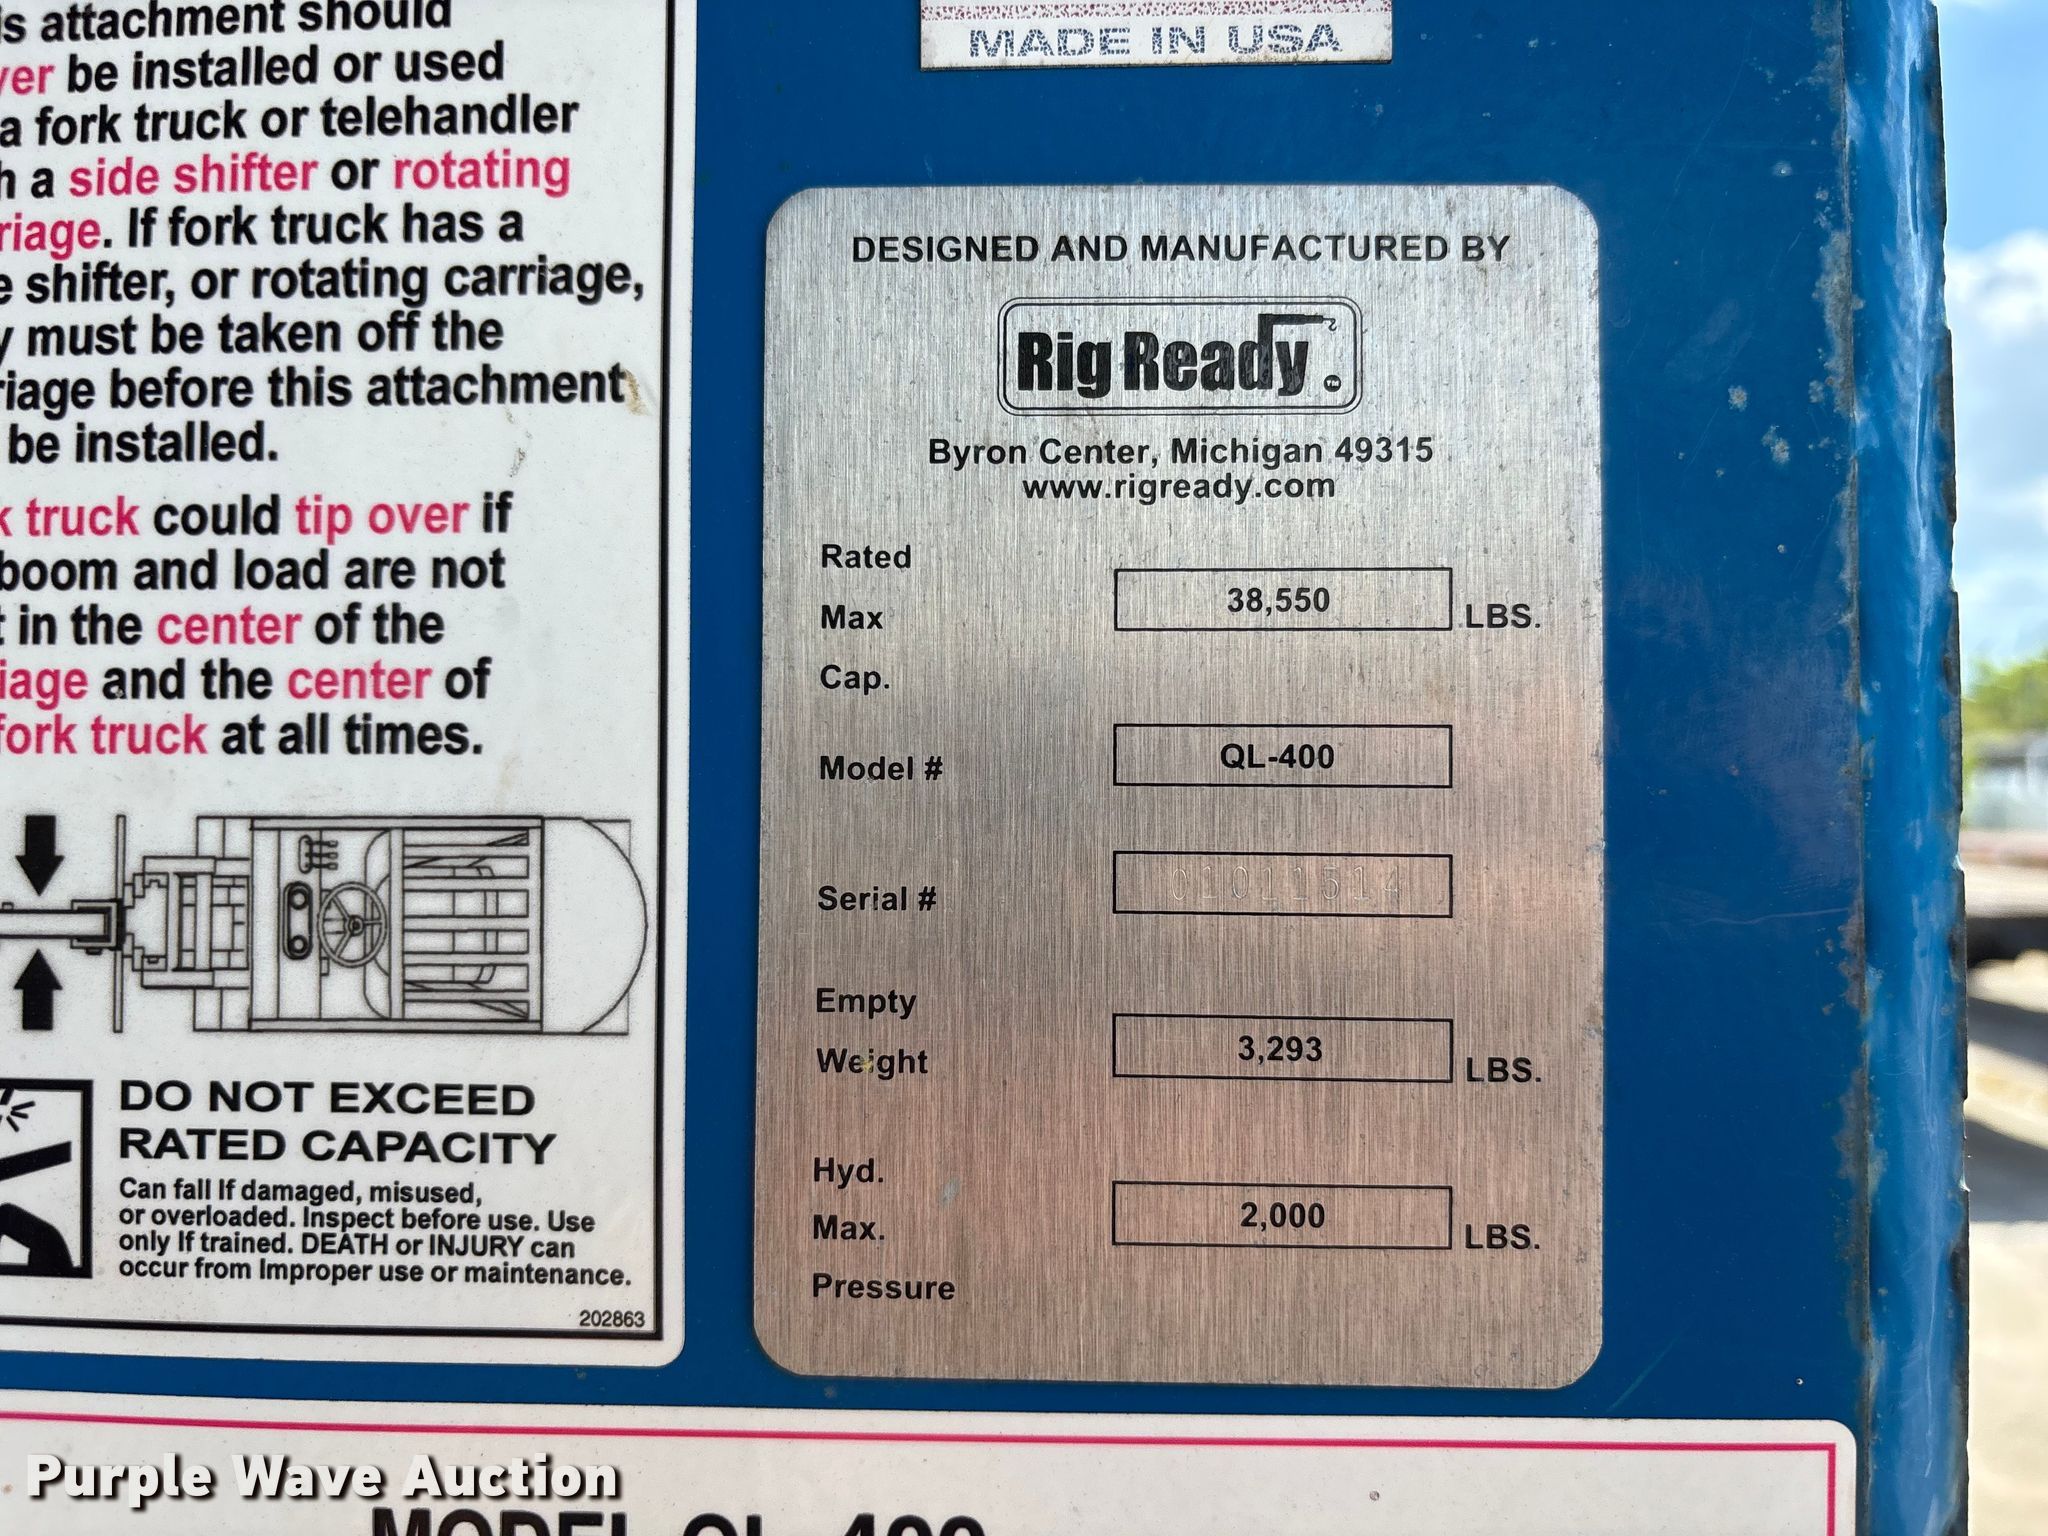 MADE IN USA
is attachment should
ver be installed or used
a fork truck or telehandler
h a side shifter or rotating
riage. If fork truck has a
e shifter, or rotating carriage,
y must be taken off the
riage before this attachment
be installed.
k truck could tip over if
boom and load are not
t in the center of the
iage and the center of
fork truck at all times.
DO NOT EXCEED
RATED CAPACITY
Can fall If damaged, misused,
or overloaded. Inspect before use. Use
only If trained. DEATH or INJURY can
occur from Improper use or maintenance.
202863
DESIGNED AND MANUFACTURED BY
Rig Ready ™
Byron Center, Michigan 49315
www.rigready.com
Rated
Max
Cap.
38,550 LBS.
Model # QL-400
Serial # 01011514
Empty
Weight
3,293 LBS.
Hyd.
Max.
Pressure
2,000 LBS.
MODEL QL-400
Purple Wave Auction